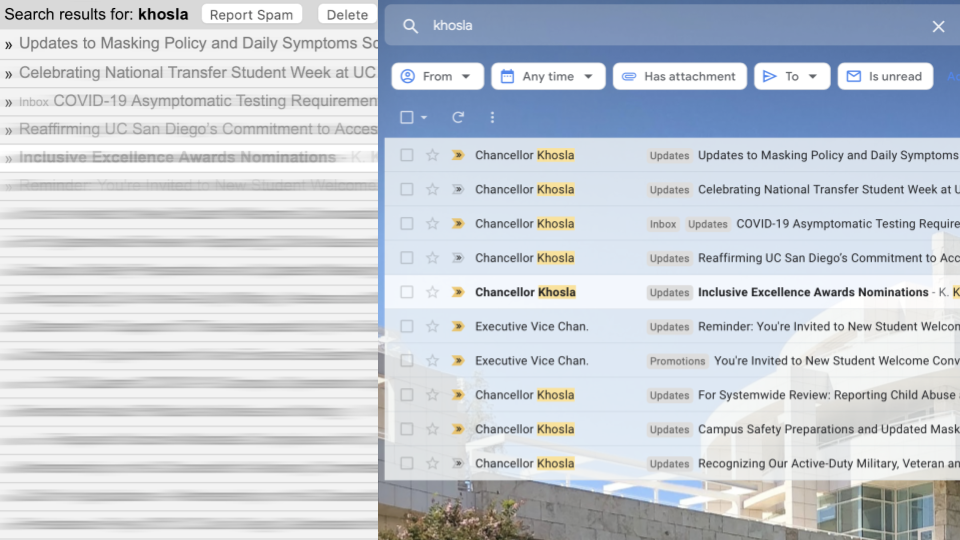 Search results for: khosla Report Spam Delete
» Updates to Masking Policy and Daily Symptoms Sc
» Celebrating National Transfer Student Week at UC
» Inbox COVID-19 Asymptomatic Testing Requiremen
» Reaffirming UC San Diego's Commitment to Acces
» Inclusive Excellence Awards Nominations - K. K
» Reminder: You're Invited to New Student Welcome
khosla
From Any time Has attachment To Is unread
Chancellor Khosla Updates Updates to Masking Policy and Daily Symptoms
Chancellor Khosla Updates Celebrating National Transfer Student Week at U
Chancellor Khosla Inbox Updates COVID-19 Asymptomatic Testing Require
Chancellor Khosla Updates Reaffirming UC San Diego's Commitment to Acc
Chancellor Khosla Updates Inclusive Excellence Awards Nominations - K. K
Executive Vice Chan. Updates Reminder: You're Invited to New Student Welcon
Executive Vice Chan. Promotions You're Invited to New Student Welcome Conv
Chancellor Khosla Updates For Systemwide Review: Reporting Child Abuse
Chancellor Khosla Updates Campus Safety Preparations and Updated Mask
Chancellor Khosla Updates Recognizing Our Active-Duty Military, Veteran an